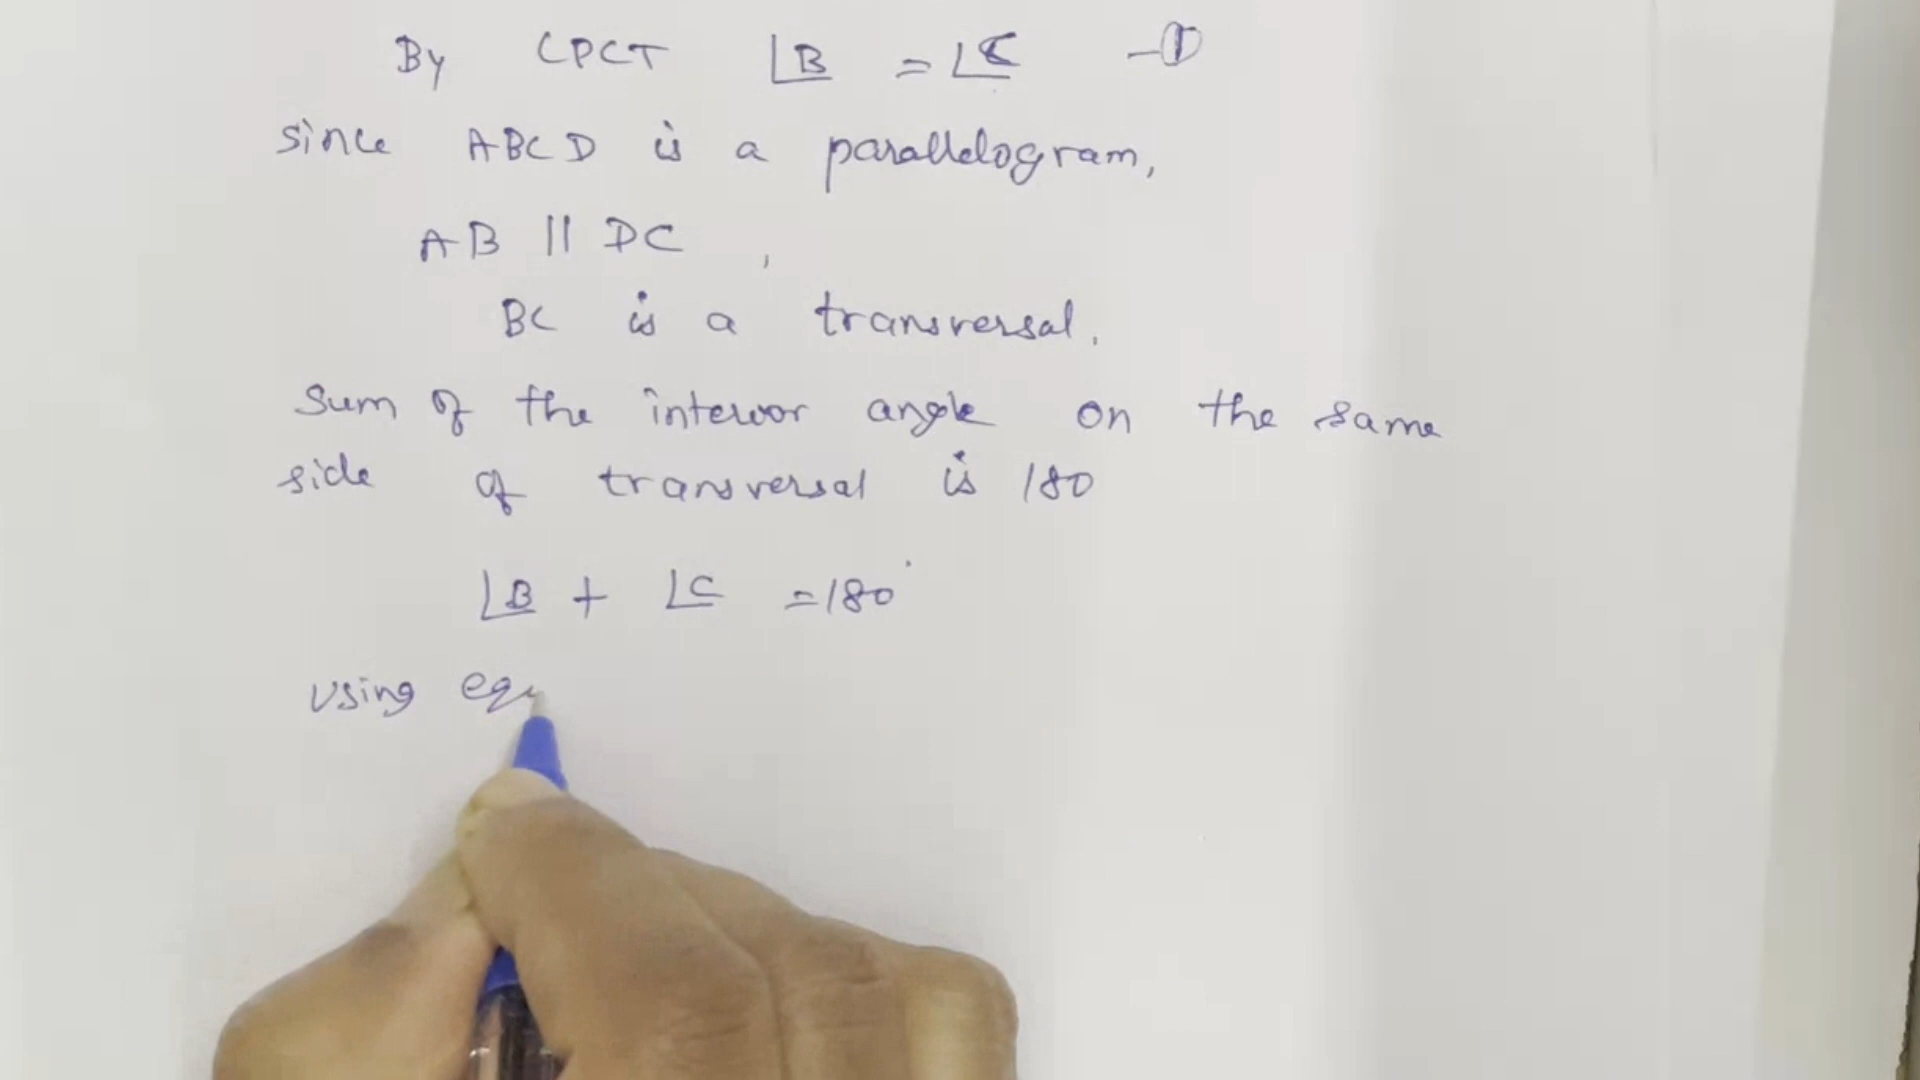 By CPCT ∠B = ∠C —①
since ABCD is a parallelogram,
AB || DC ,
BC is a transversal.
Sum of the interior angle on the same
side of transversal is 180
∠B + ∠C = 180°
Using equ